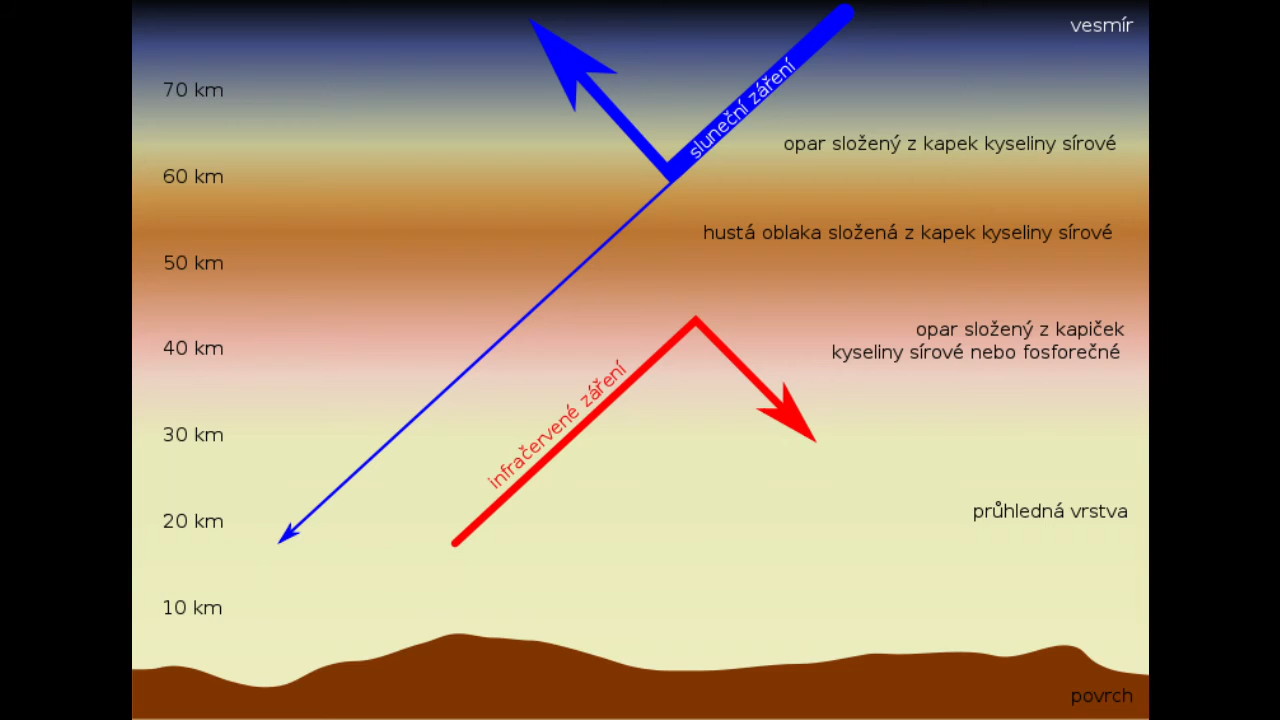 vesmír
70 km
sluneční záření
opar složený z kapek kyseliny sírové
60 km
hustá oblaka složená z kapek kyseliny sírové
50 km
opar složený z kapiček
kyseliny sírové nebo fosforečné
40 km
infračervené záření
30 km
průhledná vrstva
20 km
10 km
povrch